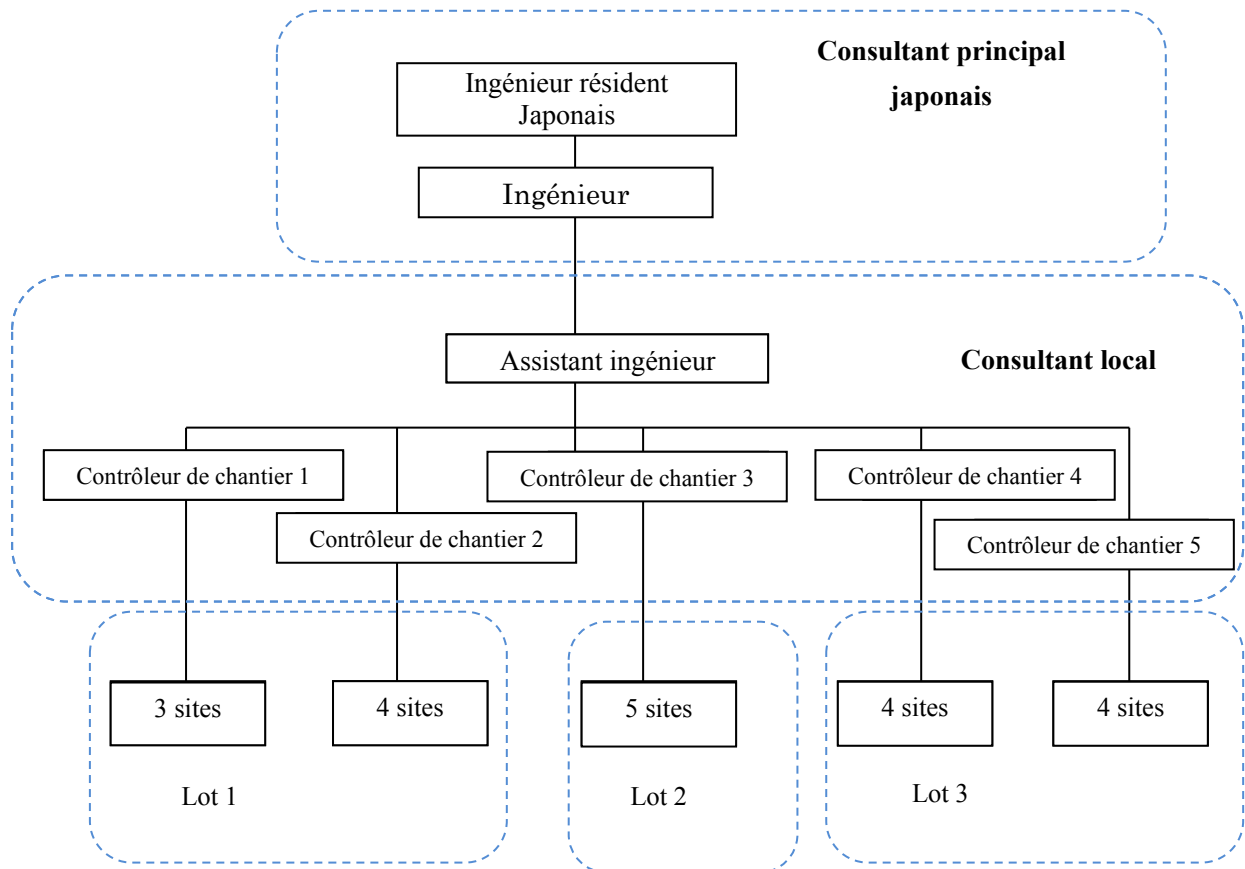 Consultant principal
japonais
Ingénieur résident
Japonais
Ingénieur
Assistant ingénieur
Consultant local
Contrôleur de chantier 1
Contrôleur de chantier 2
Contrôleur de chantier 3
Contrôleur de chantier 4
Contrôleur de chantier 5
3 sites
4 sites
5 sites
4 sites
4 sites
Lot 1
Lot 2
Lot 3